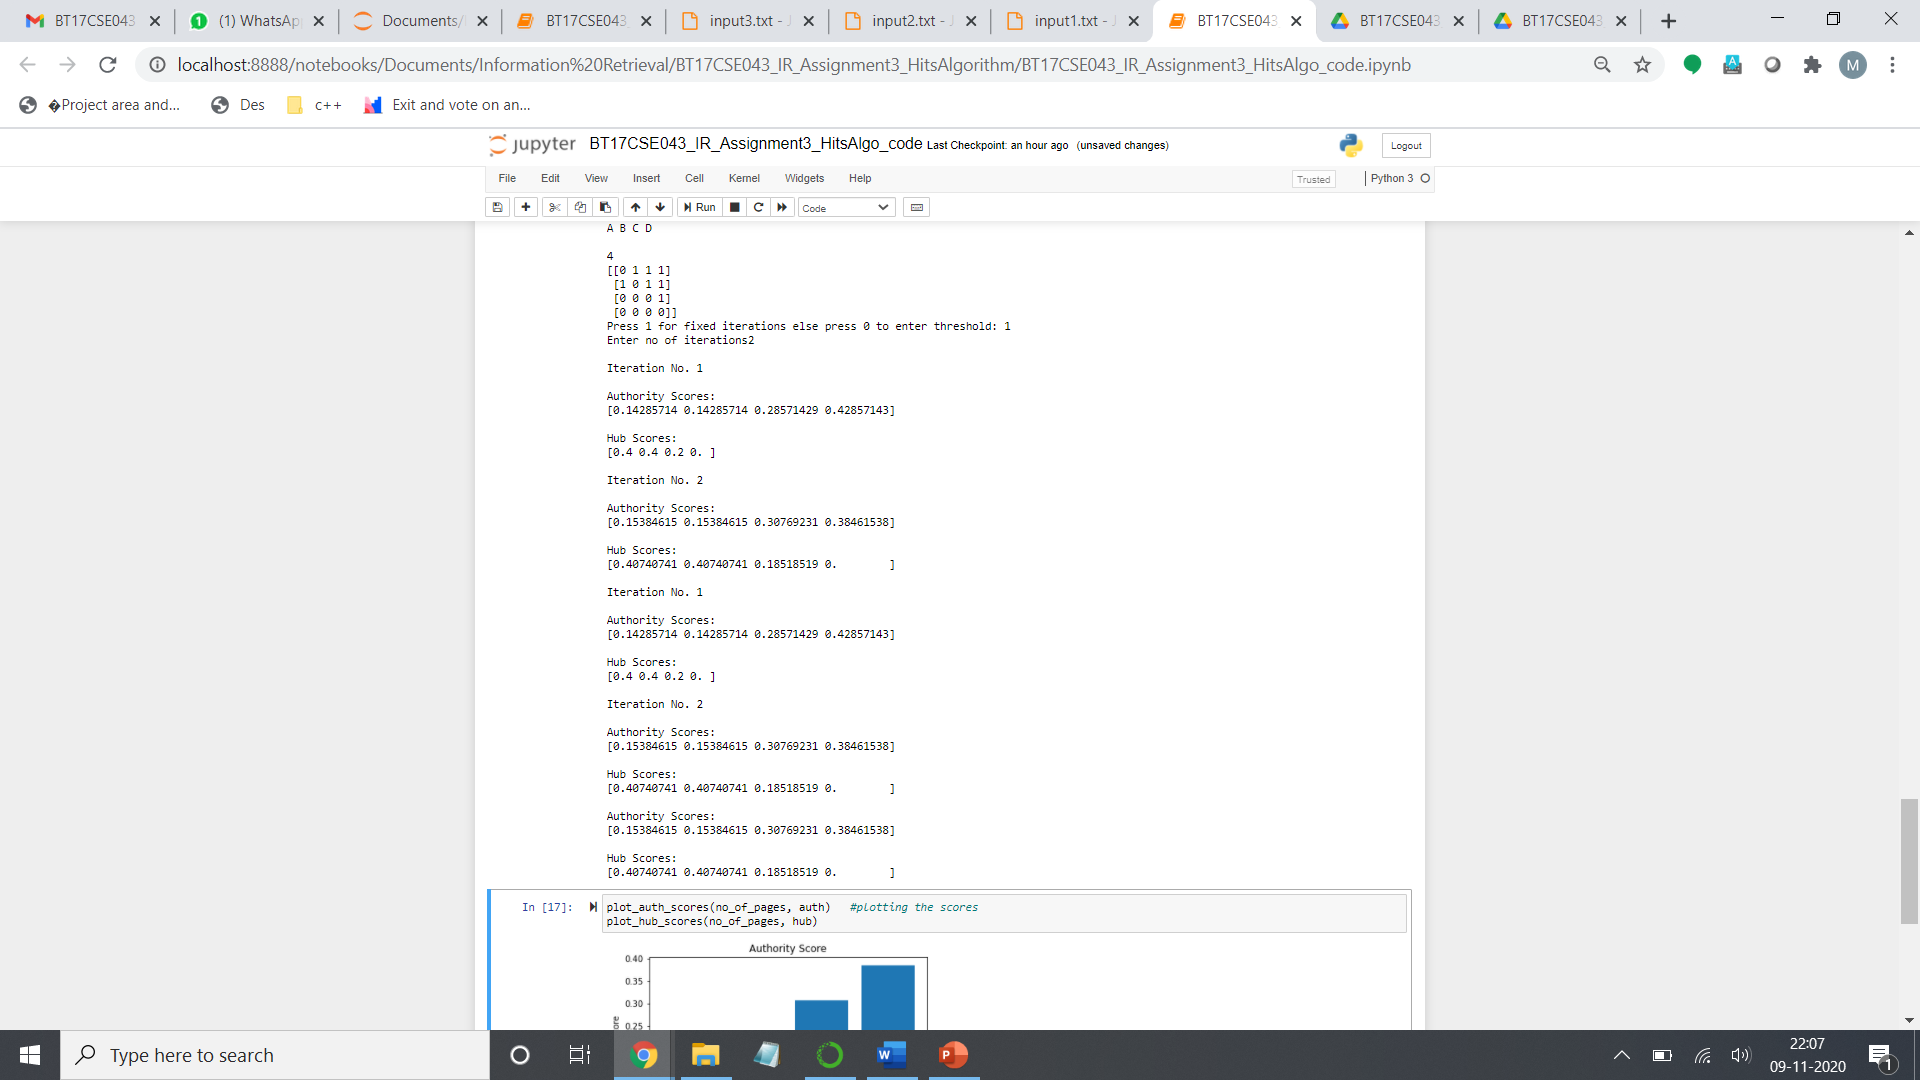 BT17CSE043
(1) WhatsAp
Documents/
BT17CSE043
input3.txt - J
input2.txt - J
input1.txt - J
BT17CSE043
BT17CSE043
BT17CSE043
localhost:8888/notebooks/Documents/Information%20Retrieval/BT17CSE043_IR_Assignment3_HitsAlgorithm/BT17CSE043_IR_Assignment3_HitsAlgo_code.ipynb
M
�Project area and...
Des
c++
Exit and vote on an...
jupyter BT17CSE043_IR_Assignment3_HitsAlgo_code Last Checkpoint: an hour ago (unsaved changes)
Logout
File Edit View Insert Cell Kernel Widgets Help
Trusted
Python 3
Run
Code
A B C D
4
[[0 1 1 1]
[1 0 1 1]
[0 0 0 1]
[0 0 0 0]]
Press 1 for fixed iterations else press 0 to enter threshold: 1
Enter no of iterations2
Iteration No. 1
Authority Scores:
[0.14285714 0.14285714 0.28571429 0.42857143]
Hub Scores:
[0.4 0.4 0.2 0. ]
Iteration No. 2
Authority Scores:
[0.15384615 0.15384615 0.30769231 0.38461538]
Hub Scores:
[0.40740741 0.40740741 0.18518519 0.        ]
Iteration No. 1
Authority Scores:
[0.14285714 0.14285714 0.28571429 0.42857143]
Hub Scores:
[0.4 0.4 0.2 0. ]
Iteration No. 2
Authority Scores:
[0.15384615 0.15384615 0.30769231 0.38461538]
Hub Scores:
[0.40740741 0.40740741 0.18518519 0.        ]
Authority Scores:
[0.15384615 0.15384615 0.30769231 0.38461538]
Hub Scores:
[0.40740741 0.40740741 0.18518519 0.        ]
In [17]:
plot_auth_scores(no_of_pages, auth)   #plotting the scores
plot_hub_scores(no_of_pages, hub)
Authority Score
0.40
0.35
0.30
0.25
Type here to search
22:07
09-11-2020
1